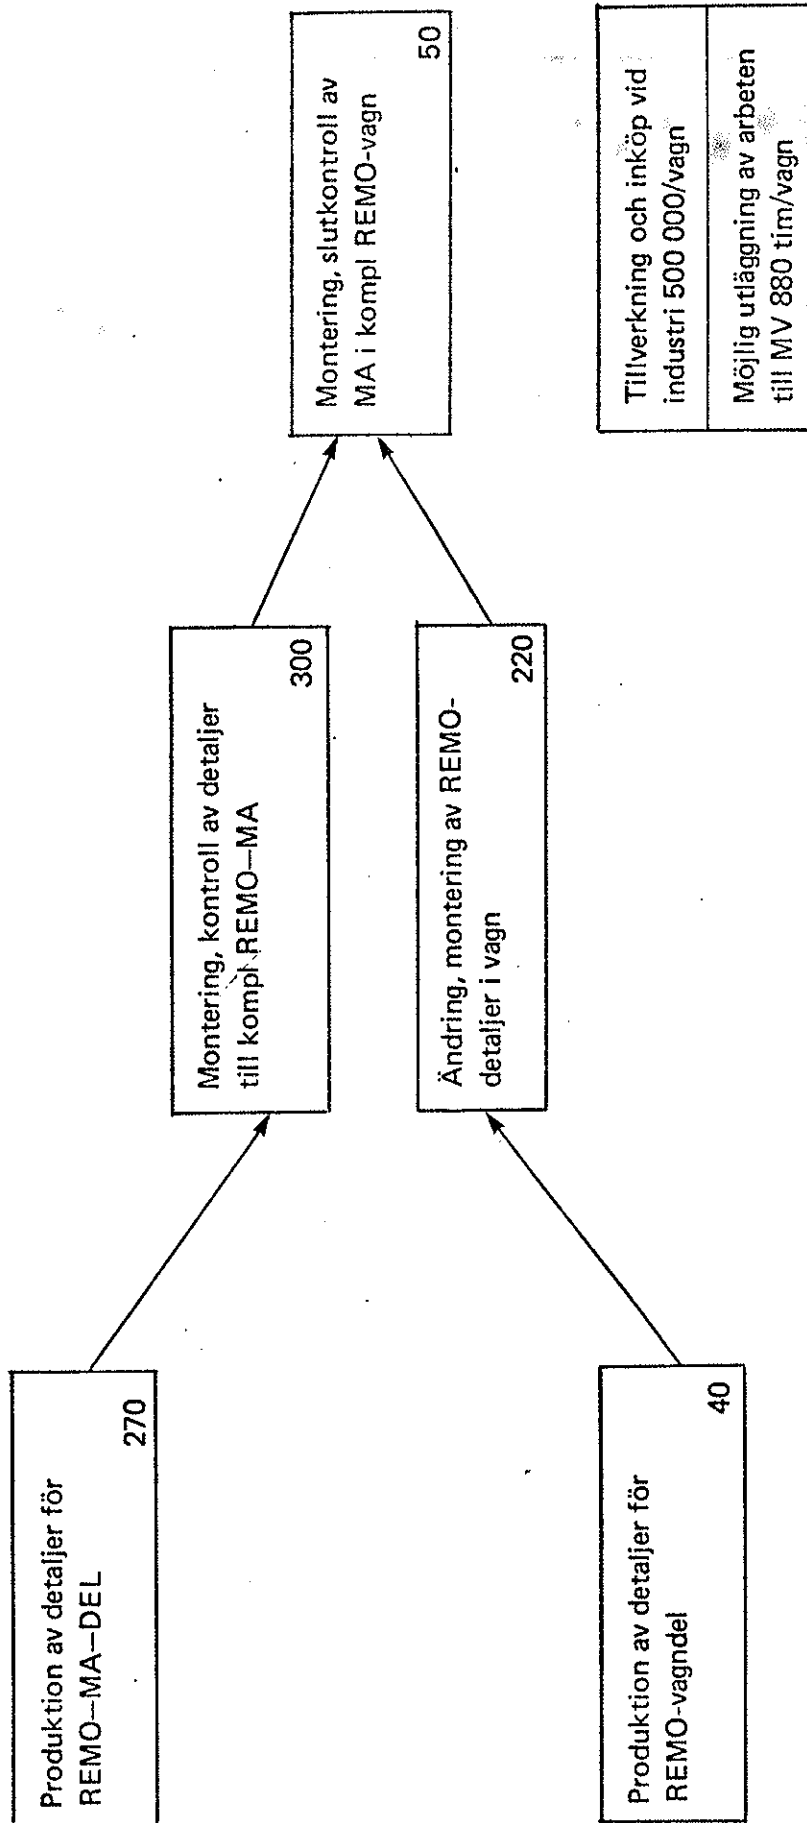 Produktion av detaljer för
REMO–MA–DEL
270
Montering, kontroll av detaljer
till kompl REMO–MA
300
Montering, slutkontroll av
MA i kompl REMO-vagn
50
Produktion av detaljer för
REMO-vagndel
40
Ändring, montering av REMO-
detaljer i vagn
220
Tillverkning och inköp vid
industri 500 000/vagn
Möjlig utläggning av arbeten
till MV 880 tim/vagn